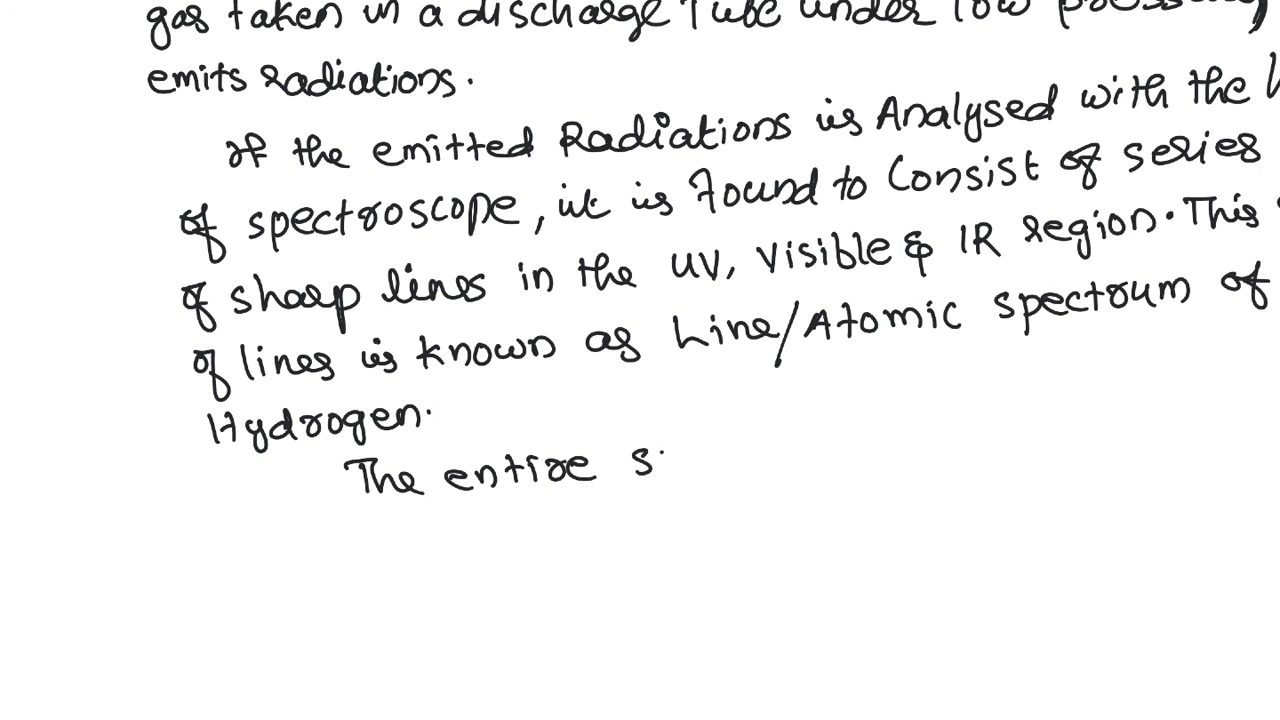 gas taken in a discharge Tube under low pressure,
emits Radiations.
If the emitted Radiations is Analysed with the
of spectroscope, it is Found to Consist of series
of sharp lines in the UV, Visible & IR region. This
of lines is known as Line/Atomic spectrum of
Hydrogen.
The entire s